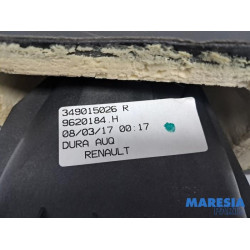 349015026 R
9620184.H
08/03/17 00:17
DURA AUQ
RENAULT
MARESIA